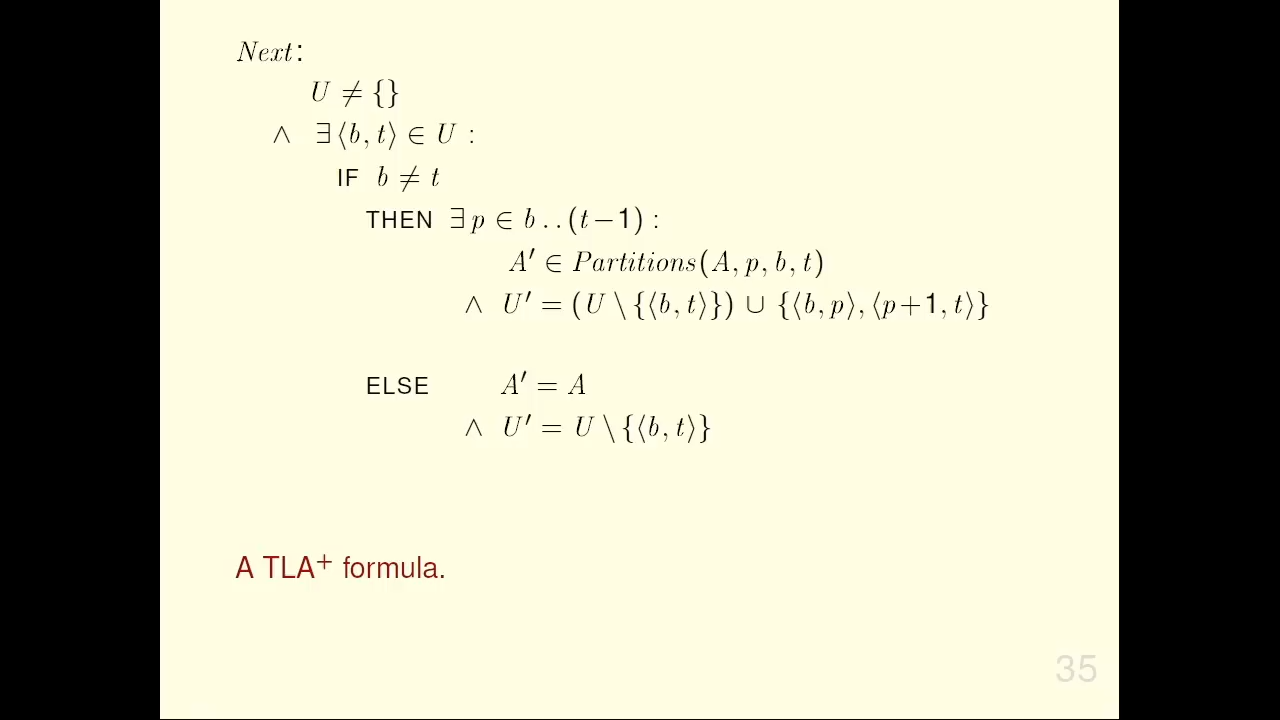 Next:
U ≠ {}
∧ ∃ ⟨b, t⟩ ∈ U :
IF b ≠ t
THEN ∃ p ∈ b . . (t−1) :
A′ ∈ Partitions(A, p, b, t)
∧ U′ = (U \ {⟨b, t⟩}) ∪ {⟨b, p⟩, ⟨p+1, t⟩}
ELSE A′ = A
∧ U′ = U \ {⟨b, t⟩}
A TLA⁺ formula.
35